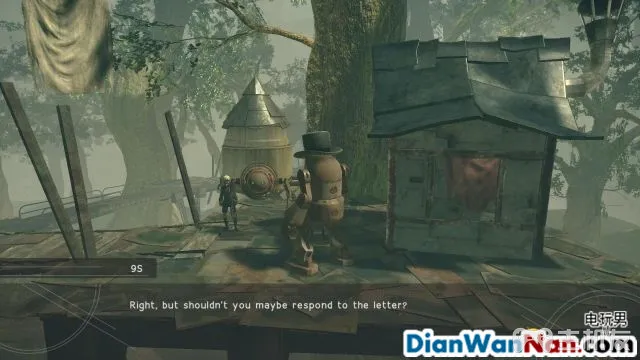 9S
Right, but shouldn't you maybe respond to the letter?
电玩男
DianWanNan.com